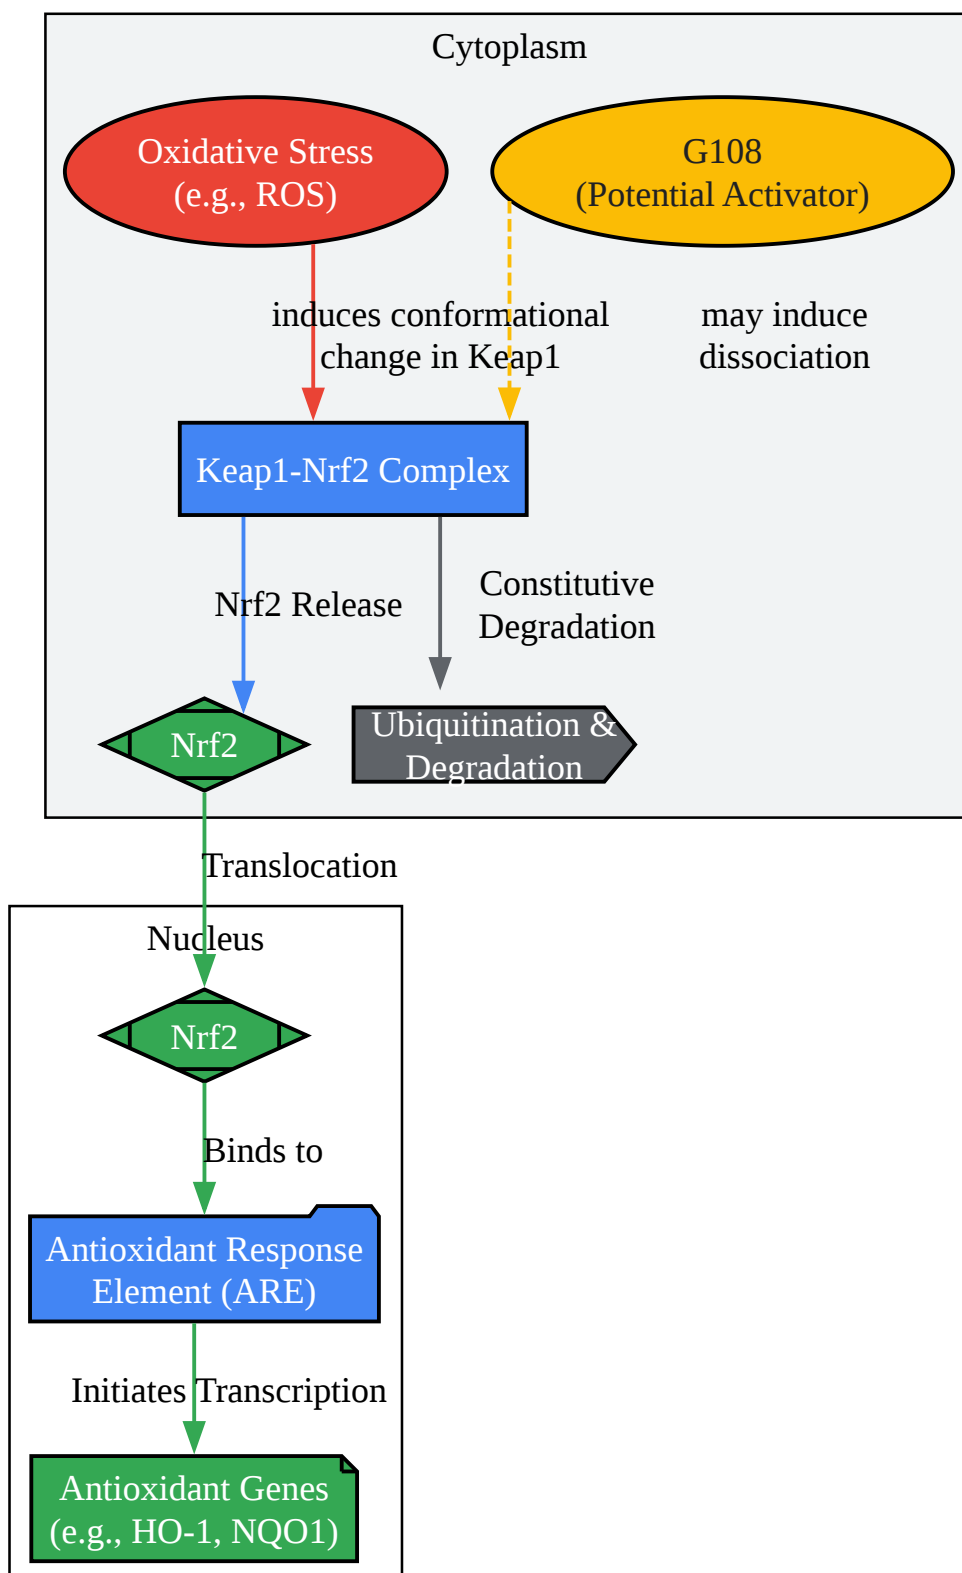 Cytoplasm
Oxidative Stress
(e.g., ROS)
G108
(Potential Activator)
induces conformational
change in Keap1
may induce
dissociation
Keap1-Nrf2 Complex
Nrf2 Release
Constitutive
Degradation
Nrf2
Ubiquitination &
Degradation
Translocation
Nucleus
Nrf2
Binds to
Antioxidant Response
Element (ARE)
Initiates Transcription
Antioxidant Genes
(e.g., HO-1, NQO1)